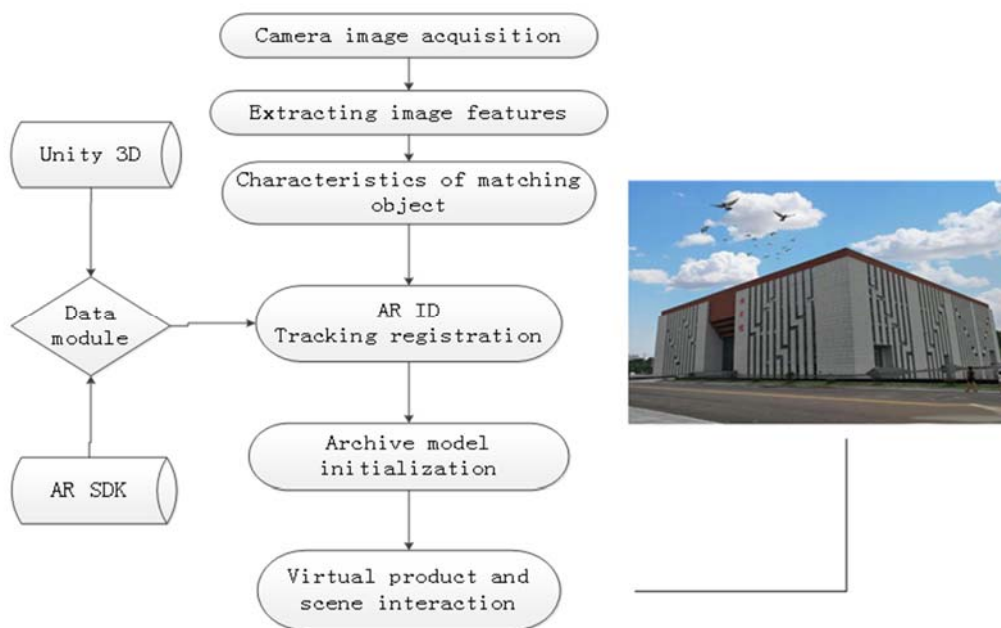 Camera image acquisition
Extracting image features
Unity 3D
Characteristics of matching
object
Data
module
AR ID
Tracking registration
Archive model
initialization
AR SDK
Virtual product and
scene interaction